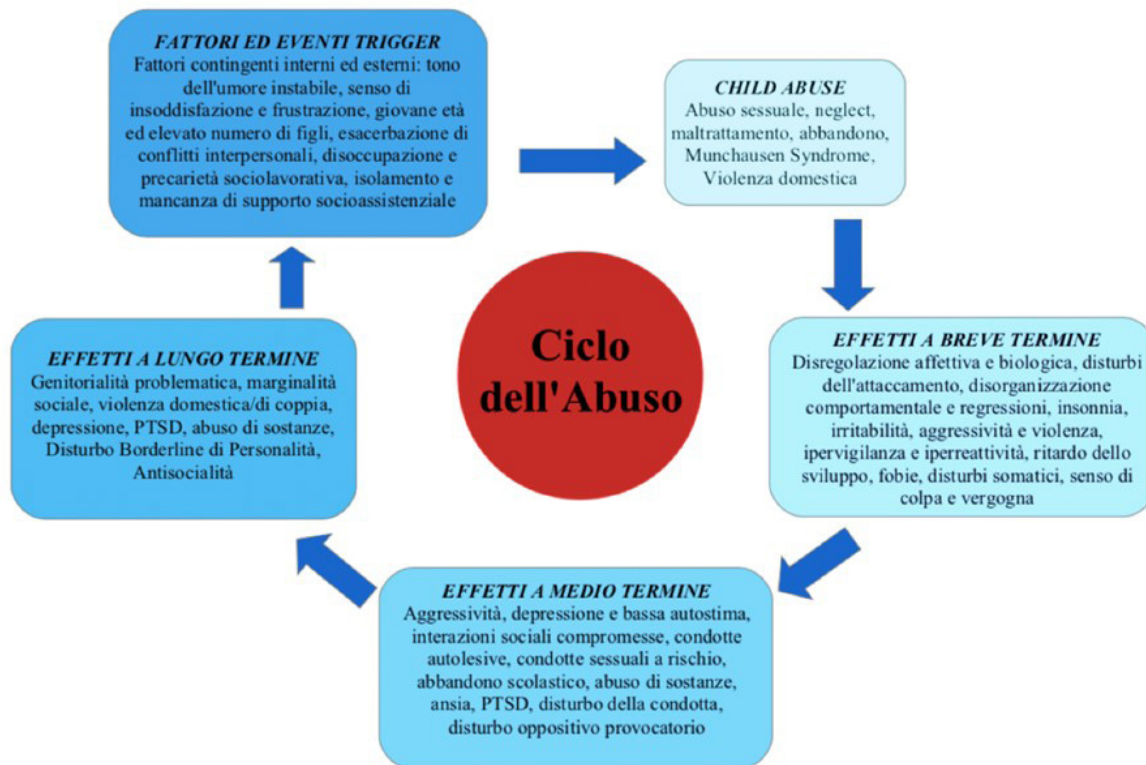 FATTORI ED EVENTI TRIGGER
Fattori contingenti interni ed esterni: tono
dell'umore instabile, senso di
insoddisfazione e frustrazione, giovane età
ed elevato numero di figli, esacerbazione di
conflitti interpersonali, disoccupazione e
precarietà sociolavorativa, isolamento e
mancanza di supporto socioassistenziale
CHILD ABUSE
Abuso sessuale, neglect,
maltrattamento, abbandono,
Munchausen Syndrome,
Violenza domestica
EFFETTI A BREVE TERMINE
Disregolazione affettiva e biologica, disturbi
dell'attaccamento, disorganizzazione
comportamentale e regressioni, insonnia,
irritabilità, aggressività e violenza,
ipervigilanza e iperreattività, ritardo dello
sviluppo, fobie, disturbi somatici, senso di
colpa e vergogna
EFFETTI A MEDIO TERMINE
Aggressività, depressione e bassa autostima,
interazioni sociali compromesse, condotte
autolesive, condotte sessuali a rischio,
abbandono scolastico, abuso di sostanze,
ansia, PTSD, disturbo della condotta,
disturbo oppositivo provocatorio
EFFETTI A LUNGO TERMINE
Genitorialità problematica, marginalità
sociale, violenza domestica/di coppia,
depressione, PTSD, abuso di sostanze,
Disturbo Borderline di Personalità,
Antisocialità
Ciclo
dell'Abuso